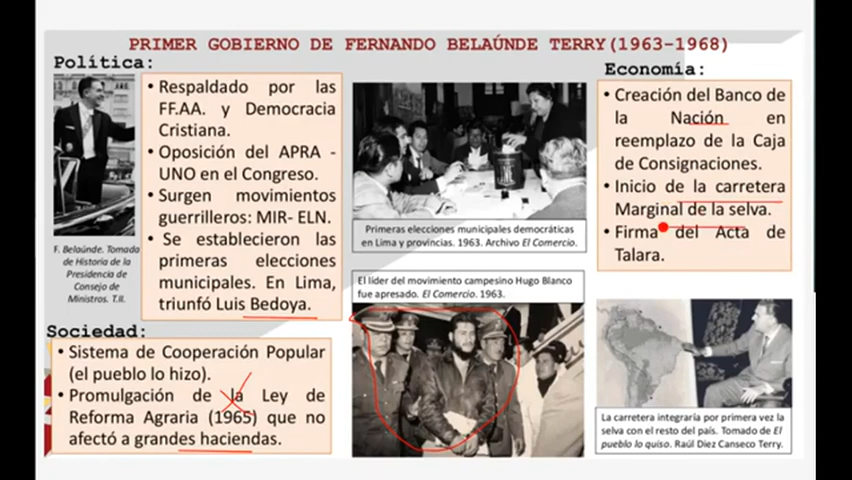 PRIMER GOBIERNO DE FERNANDO BELAÚNDE TERRY(1963-1968)
Política:
• Respaldado por las
FF.AA. y Democracia
Cristiana.
• Oposición del APRA -
UNO en el Congreso.
• Surgen movimientos
guerrilleros: MIR- ELN.
• Se establecieron las
primeras elecciones
municipales. En Lima,
triunfó Luis Bedoya.
F. Belaúnde. Tomada
de Historia de la
Presidencia de
Consejo de
Ministros. T.II.
Sociedad:
• Sistema de Cooperación Popular
(el pueblo lo hizo).
• Promulgación de la Ley de
Reforma Agraria (1965) que no
afectó a grandes haciendas.
Primeras elecciones municipales democráticas
en Lima y provincias. 1963. Archivo El Comercio.
El líder del movimiento campesino Hugo Blanco
fue apresado. El Comercio. 1963.
Economía:
• Creación del Banco de
la Nación en
reemplazo de la Caja
de Consignaciones.
• Inicio de la carretera
Marginal de la selva.
• Firma del Acta de
Talara.
La carretera integraría por primera vez la
selva con el resto del país. Tomado de El
pueblo lo quiso. Raúl Diez Canseco Terry.